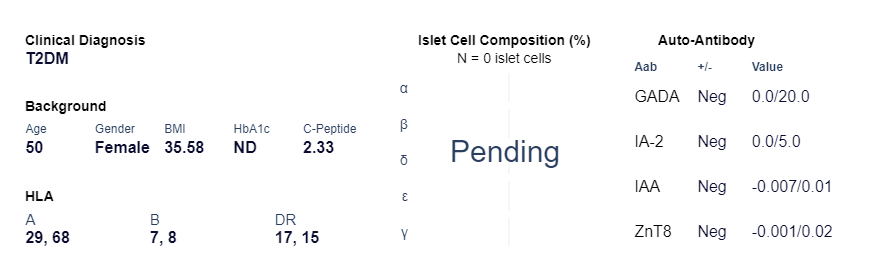 Clinical Diagnosis
T2DM
Background
Age Gender BMI HbA1c C-Peptide
50 Female 35.58 ND 2.33
HLA
A B DR
29, 68 7, 8 17, 15
Islet Cell Composition (%)
N = 0 islet cells
α
β
δ
ε
γ
Pending
Auto-Antibody
Aab +/- Value
GADA Neg 0.0/20.0
IA-2 Neg 0.0/5.0
IAA Neg -0.007/0.01
ZnT8 Neg -0.001/0.02